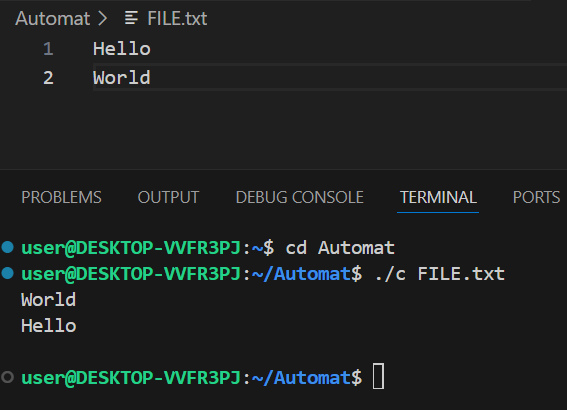 Automat > FILE.txt
1 Hello
2 World
PROBLEMS OUTPUT DEBUG CONSOLE TERMINAL PORTS
user@DESKTOP-VVFR3PJ:~$ cd Automat
user@DESKTOP-VVFR3PJ:~/Automat$ ./c FILE.txt
World
Hello
user@DESKTOP-VVFR3PJ:~/Automat$